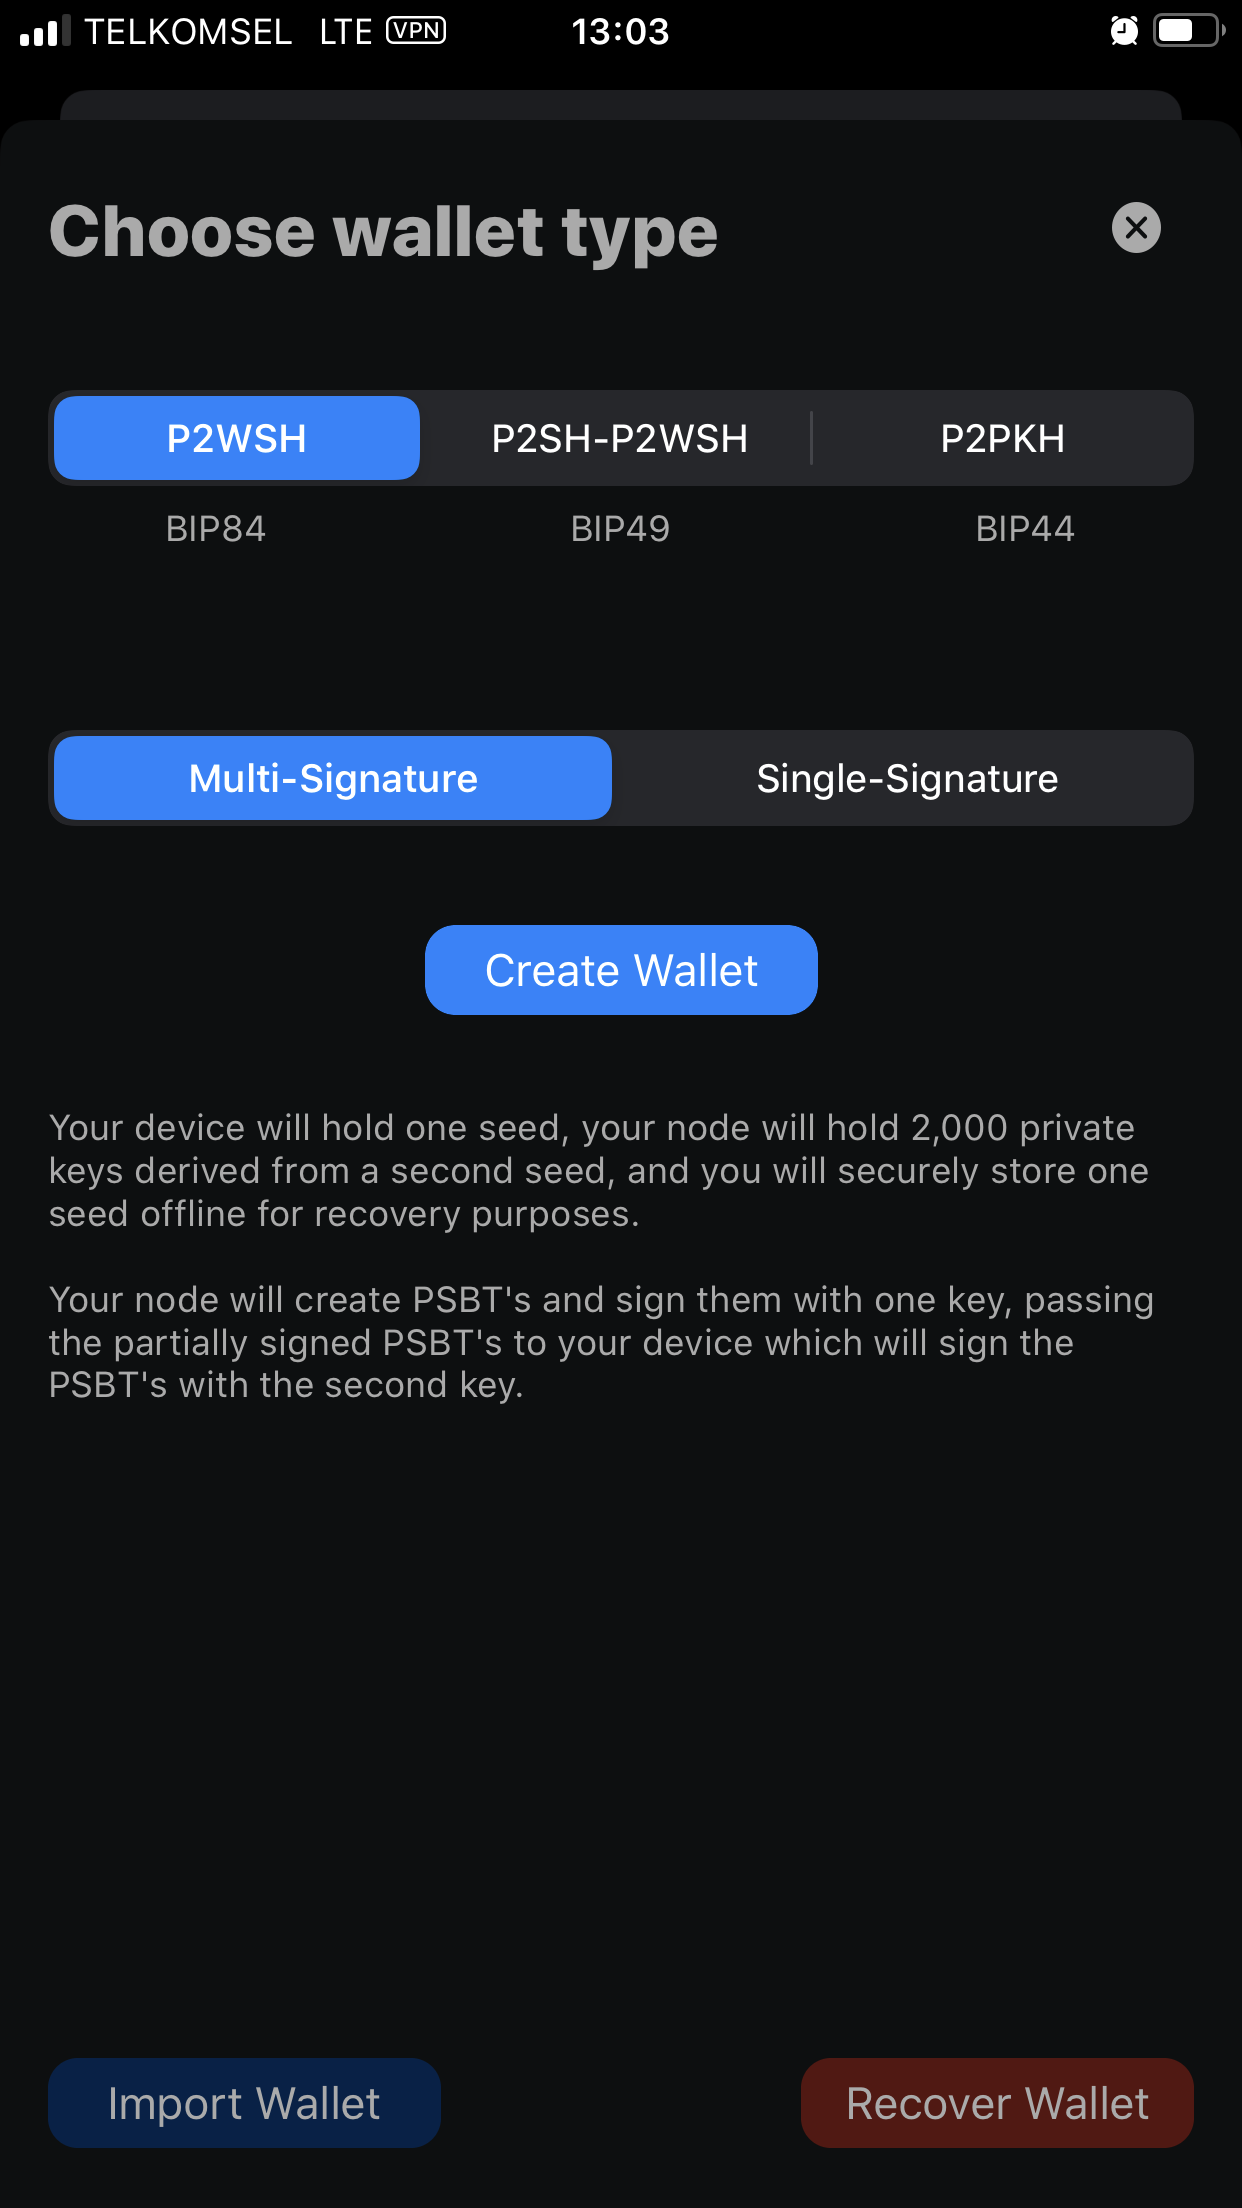 TELKOMSEL LTE VPN 13:03
Choose wallet type
P2WSH P2SH-P2WSH P2PKH
BIP84 BIP49 BIP44
Multi-Signature Single-Signature
Create Wallet
Your device will hold one seed, your node will hold 2,000 private
keys derived from a second seed, and you will securely store one
seed offline for recovery purposes.
Your node will create PSBT's and sign them with one key, passing
the partially signed PSBT's to your device which will sign the
PSBT's with the second key.
Import Wallet Recover Wallet